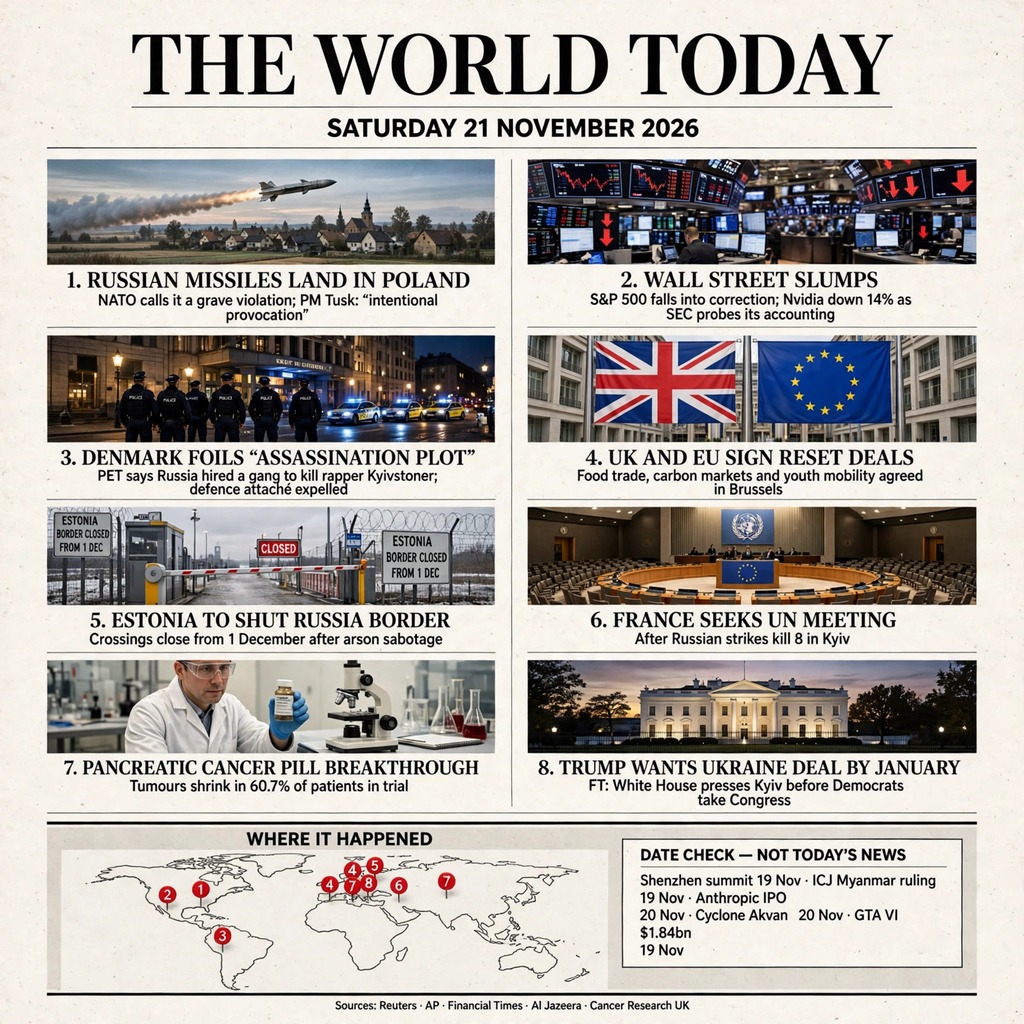 THE WORLD TODAY
SATURDAY 21 NOVEMBER 2026
1. RUSSIAN MISSILES LAND IN POLAND
NATO calls it a grave violation; PM Tusk: “intentional
provocation”
2. WALL STREET SLUMPS
S&P 500 falls into correction; Nvidia down 14% as
SEC probes its accounting
POLICE
POLICE
POLICE
POLICE
3. DENMARK FOILS “ASSASSINATION PLOT”
PET says Russia hired a gang to kill rapper Kyivstoner;
defence attaché expelled
4. UK AND EU SIGN RESET DEALS
Food trade, carbon markets and youth mobility agreed
in Brussels
ESTONIA
BORDER CLOSED
FROM 1 DEC
CLOSED
ESTONIA
BORDER CLOSED
FROM 1 DEC
5. ESTONIA TO SHUT RUSSIA BORDER
Crossings close from 1 December after arson sabotage
6. FRANCE SEEKS UN MEETING
After Russian strikes kill 8 in Kyiv
7. PANCREATIC CANCER PILL BREAKTHROUGH
Tumours shrink in 60.7% of patients in trial
8. TRUMP WANTS UKRAINE DEAL BY JANUARY
FT: White House presses Kyiv before Democrats
take Congress
WHERE IT HAPPENED
4
5
2
1
4
7
8
6
7
3
DATE CHECK — NOT TODAY’S NEWS
Shenzhen summit 19 Nov · ICJ Myanmar ruling
19 Nov · Anthropic IPO
20 Nov · Cyclone Akvan 20 Nov · GTA VI
$1.84bn
19 Nov
Sources: Reuters · AP · Financial Times · Al Jazeera · Cancer Research UK